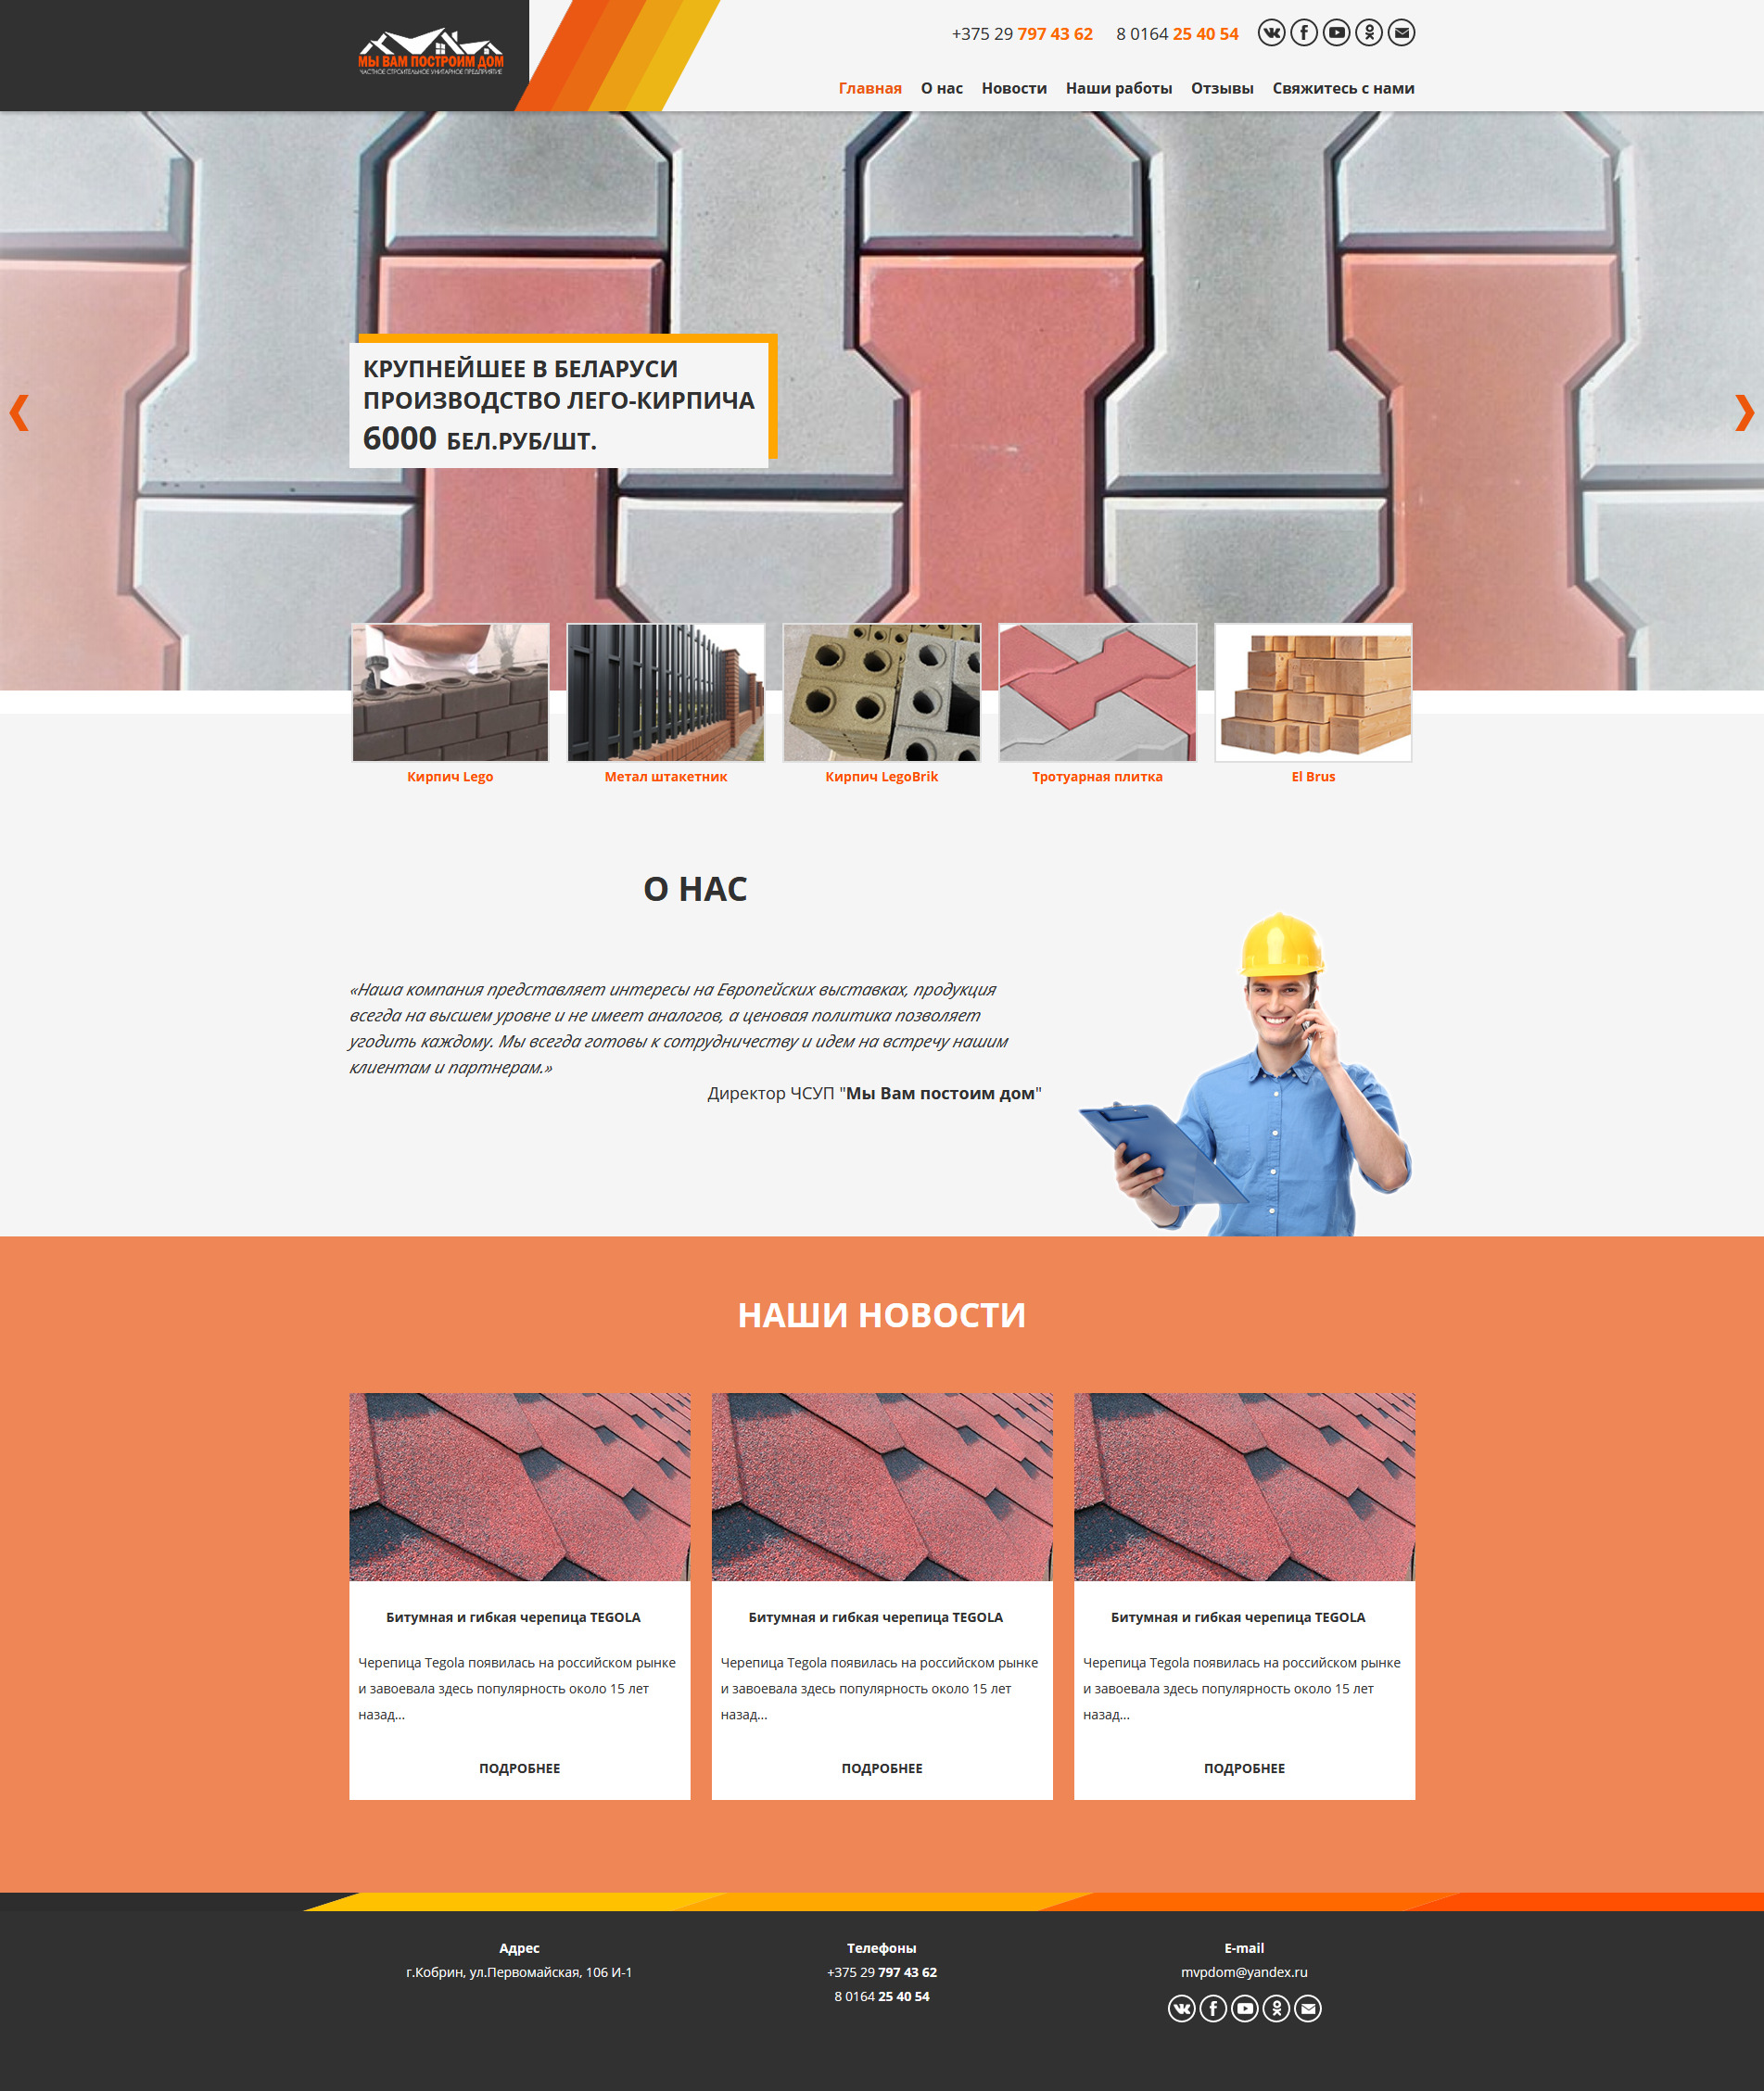 МЫ ВАМ ПОСТРОИМ ДОМ
ЧАСТНОЕ СТРОИТЕЛЬНОЕ УНИТАРНОЕ ПРЕДПРИЯТИЕ
+375 29 797 43 62 8 0164 25 40 54
Главная О нас Новости Наши работы Отзывы Свяжитесь с нами
КРУПНЕЙШЕЕ В БЕЛАРУСИ
ПРОИЗВОДСТВО ЛЕГО-КИРПИЧА
6000 БЕЛ.РУБ/ШТ.
Кирпич Lego Метал штакетник Кирпич LegoBrik Тротуарная плитка El Brus
О НАС
«Наша компания представляет интересы на Европейских выставках, продукция
всегда на высшем уровне и не имеет аналогов, а ценовая политика позволяет
угодить каждому. Мы всегда готовы к сотрудничеству и идем на встречу нашим
клиентам и партнерам.»
Директор ЧСУП "Мы Вам постоим дом"
НАШИ НОВОСТИ
Битумная и гибкая черепица TEGOLA
Черепица Tegola появилась на российском рынке
и завоевала здесь популярность около 15 лет
назад...
ПОДРОБНЕЕ
Битумная и гибкая черепица TEGOLA
Черепица Tegola появилась на российском рынке
и завоевала здесь популярность около 15 лет
назад...
ПОДРОБНЕЕ
Битумная и гибкая черепица TEGOLA
Черепица Tegola появилась на российском рынке
и завоевала здесь популярность около 15 лет
назад...
ПОДРОБНЕЕ
Адрес
г.Кобрин, ул.Первомайская, 106 И-1
Телефоны
+375 29 797 43 62
8 0164 25 40 54
E-mail
mvpdom@yandex.ru